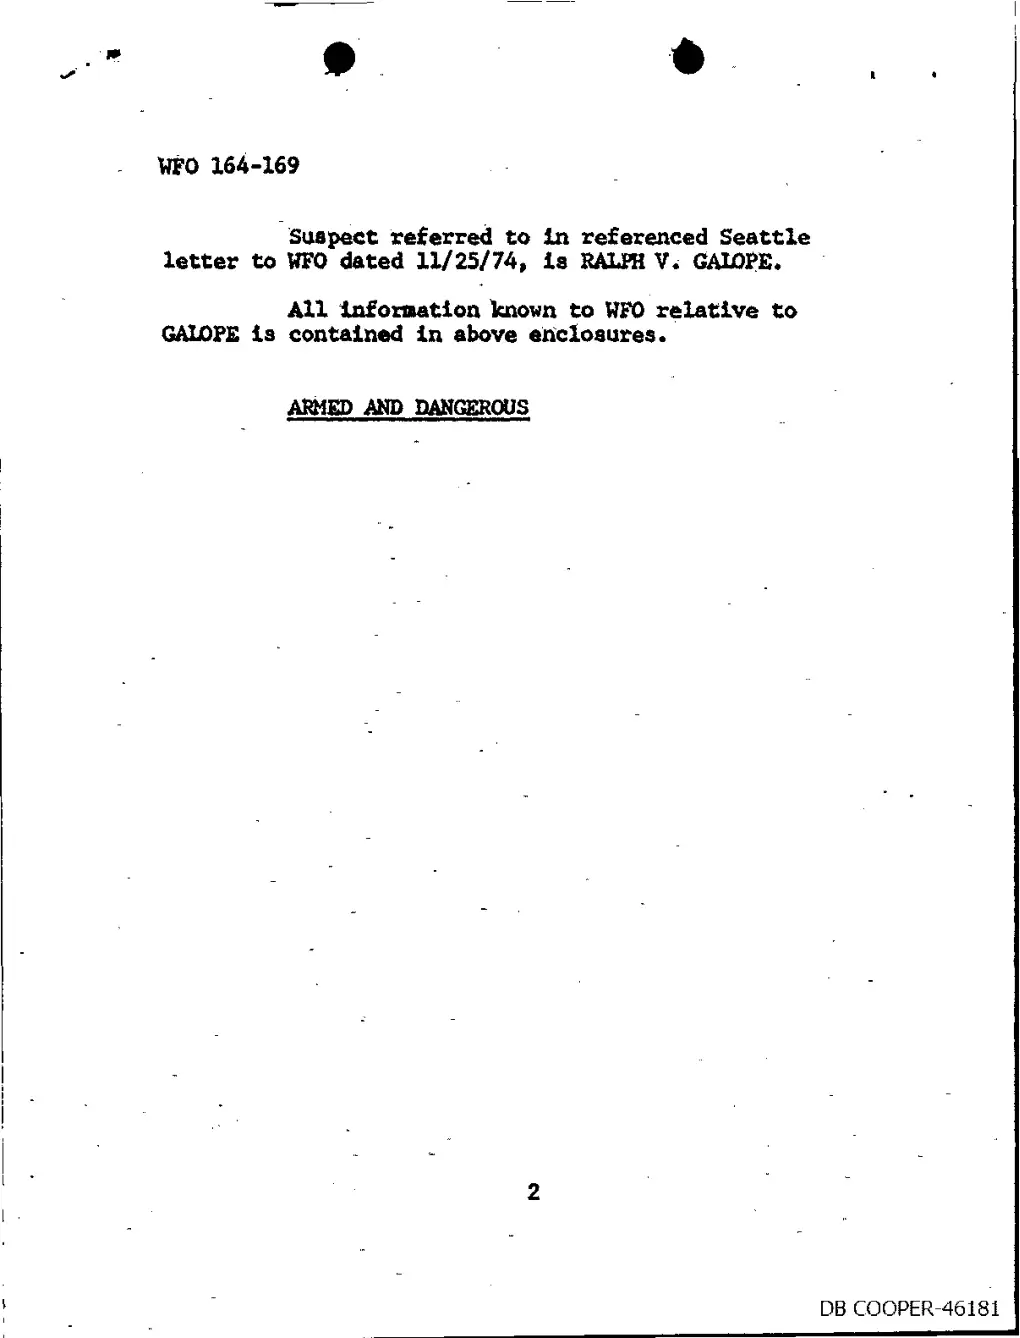 WFO 164-169
Suspect referred to in referenced Seattle
letter to WFO dated 11/25/74, is RALPH V. GALOPE.
All information known to WFO relative to
GALOPE is contained in above enclosures.
ARMED AND DANGEROUS
2
DB COOPER-46181